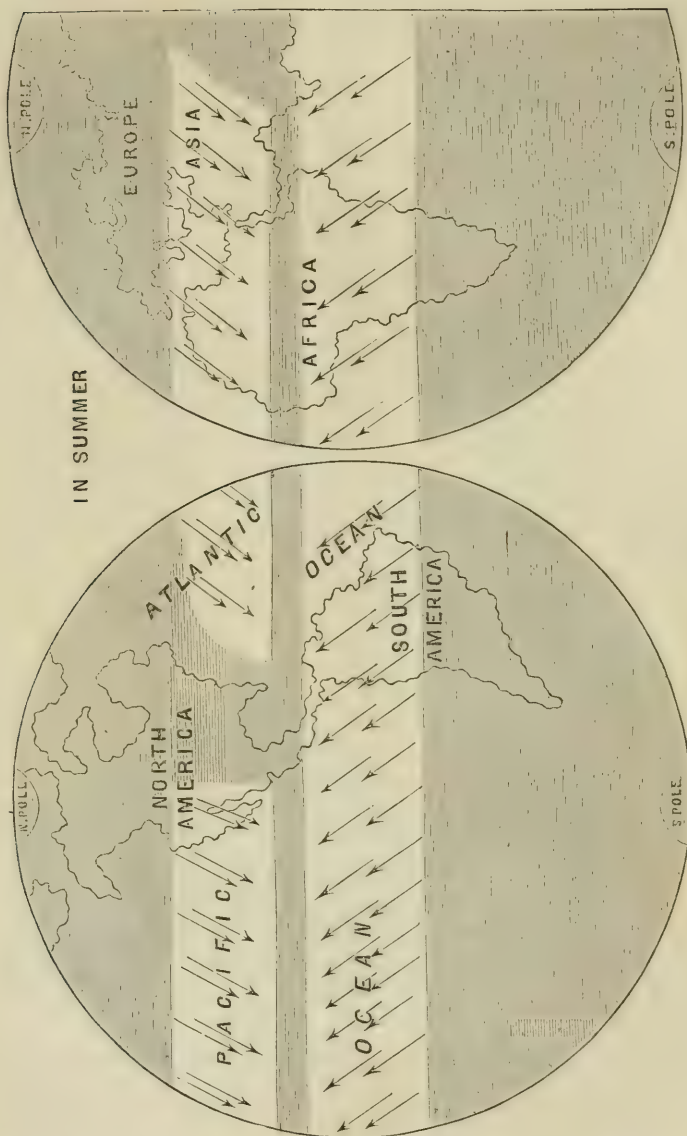 IN SUMMER
N.POLE
NORTH
AMERICA
ATLANTIC
PACIFIC
OCEAN
OCEAN
SOUTH
AMERICA
S.POLE
N.POLE
EUROPE
ASIA
AFRICA
S.POLE